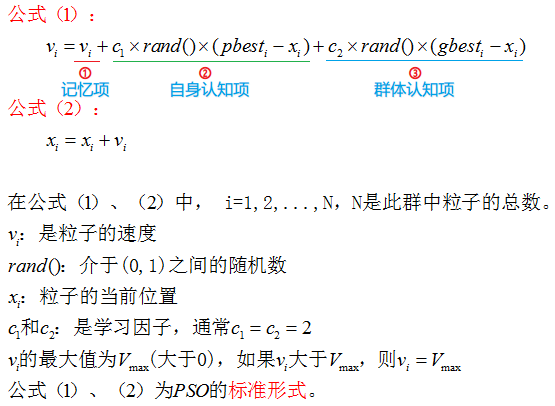 公式（1）：
v_i = v_i + c_1 × rand() × (pbest_i − x_i) + c_2 × rand() × (gbest_i − x_i)
① ② ③
记忆项 自身认知项 群体认知项
公式（2）：
x_i = x_i + v_i
在公式（1）、（2）中， i=1,2,...,N，N是此群中粒子的总数。
v_i：是粒子的速度
rand()：介于(0,1)之间的随机数
x_i：粒子的当前位置
c_1和c_2：是学习因子，通常c_1 = c_2 = 2
v_i的最大值为V_max(大于0)，如果v_i大于V_max，则v_i = V_max
公式（1）、（2）为PSO的标准形式。